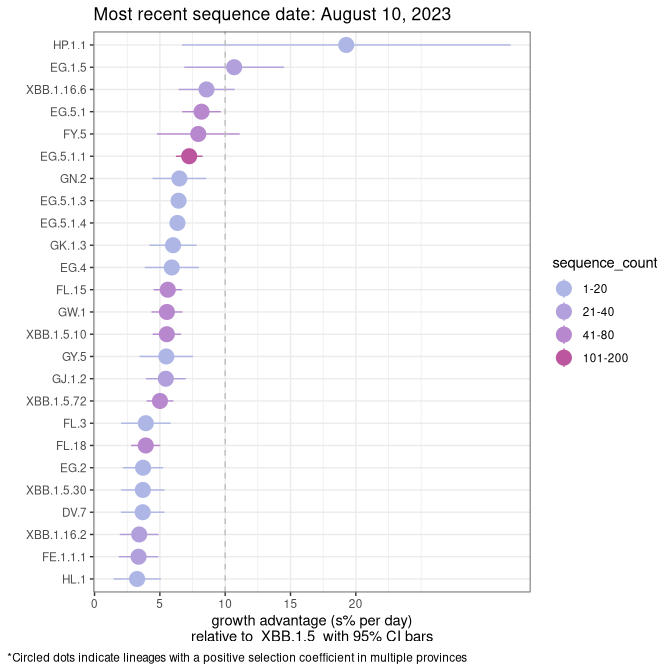 Most recent sequence date: August 10, 2023
HP.1.1
EG.1.5
XBB.1.16.6
EG.5.1
FY.5
EG.5.1.1
GN.2
EG.5.1.3
EG.5.1.4
GK.1.3
EG.4
FL.15
GW.1
XBB.1.5.10
GY.5
GJ.1.2
XBB.1.5.72
FL.3
FL.18
EG.2
XBB.1.5.30
DV.7
XBB.1.16.2
FE.1.1.1
HL.1
0 5 10 15 20
growth advantage (s% per day)
relative to XBB.1.5 with 95% CI bars
sequence_count
1-20
21-40
41-80
101-200
*Circled dots indicate lineages with a positive selection coefficient in multiple provinces